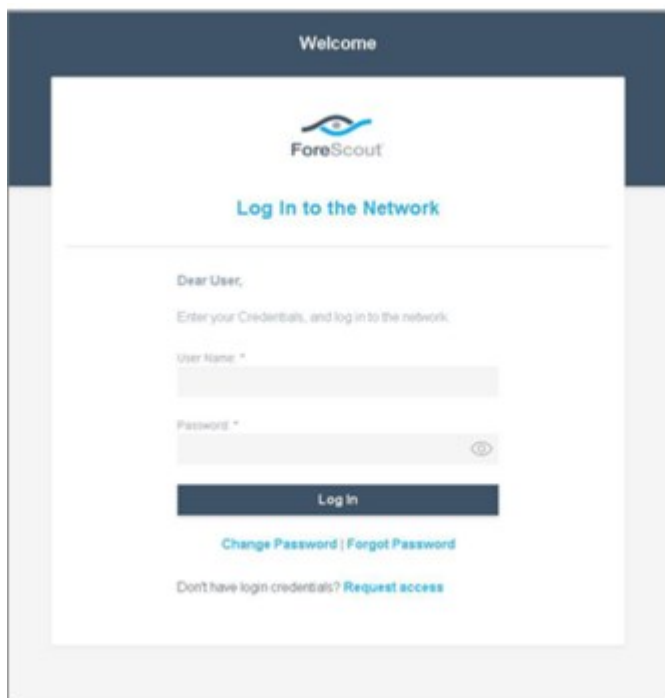 Welcome
ForeScout
Log In to the Network
Dear User,
Enter your Credentials, and log in to the network.
User Name: *
Password: *
Log In
Change Password | Forgot Password
Don't have login credentials? Request access